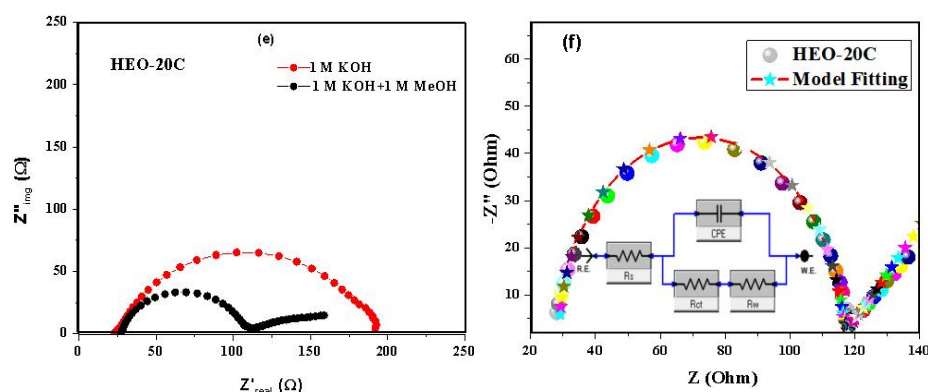 (e)
HEO-20C
1 M KOH
1 M KOH+1 M MeOH
250
200
150
100
50
0
Z''img (Ω)
0 50 100 150 200 250
Z'real (Ω)
(f)
HEO-20C
Model Fitting
60
50
40
30
20
10
-Z'' (Ohm)
CPE
R.E.
Rs
W.E.
Rct
Rw
20 40 60 80 100 120 140
Z (Ohm)